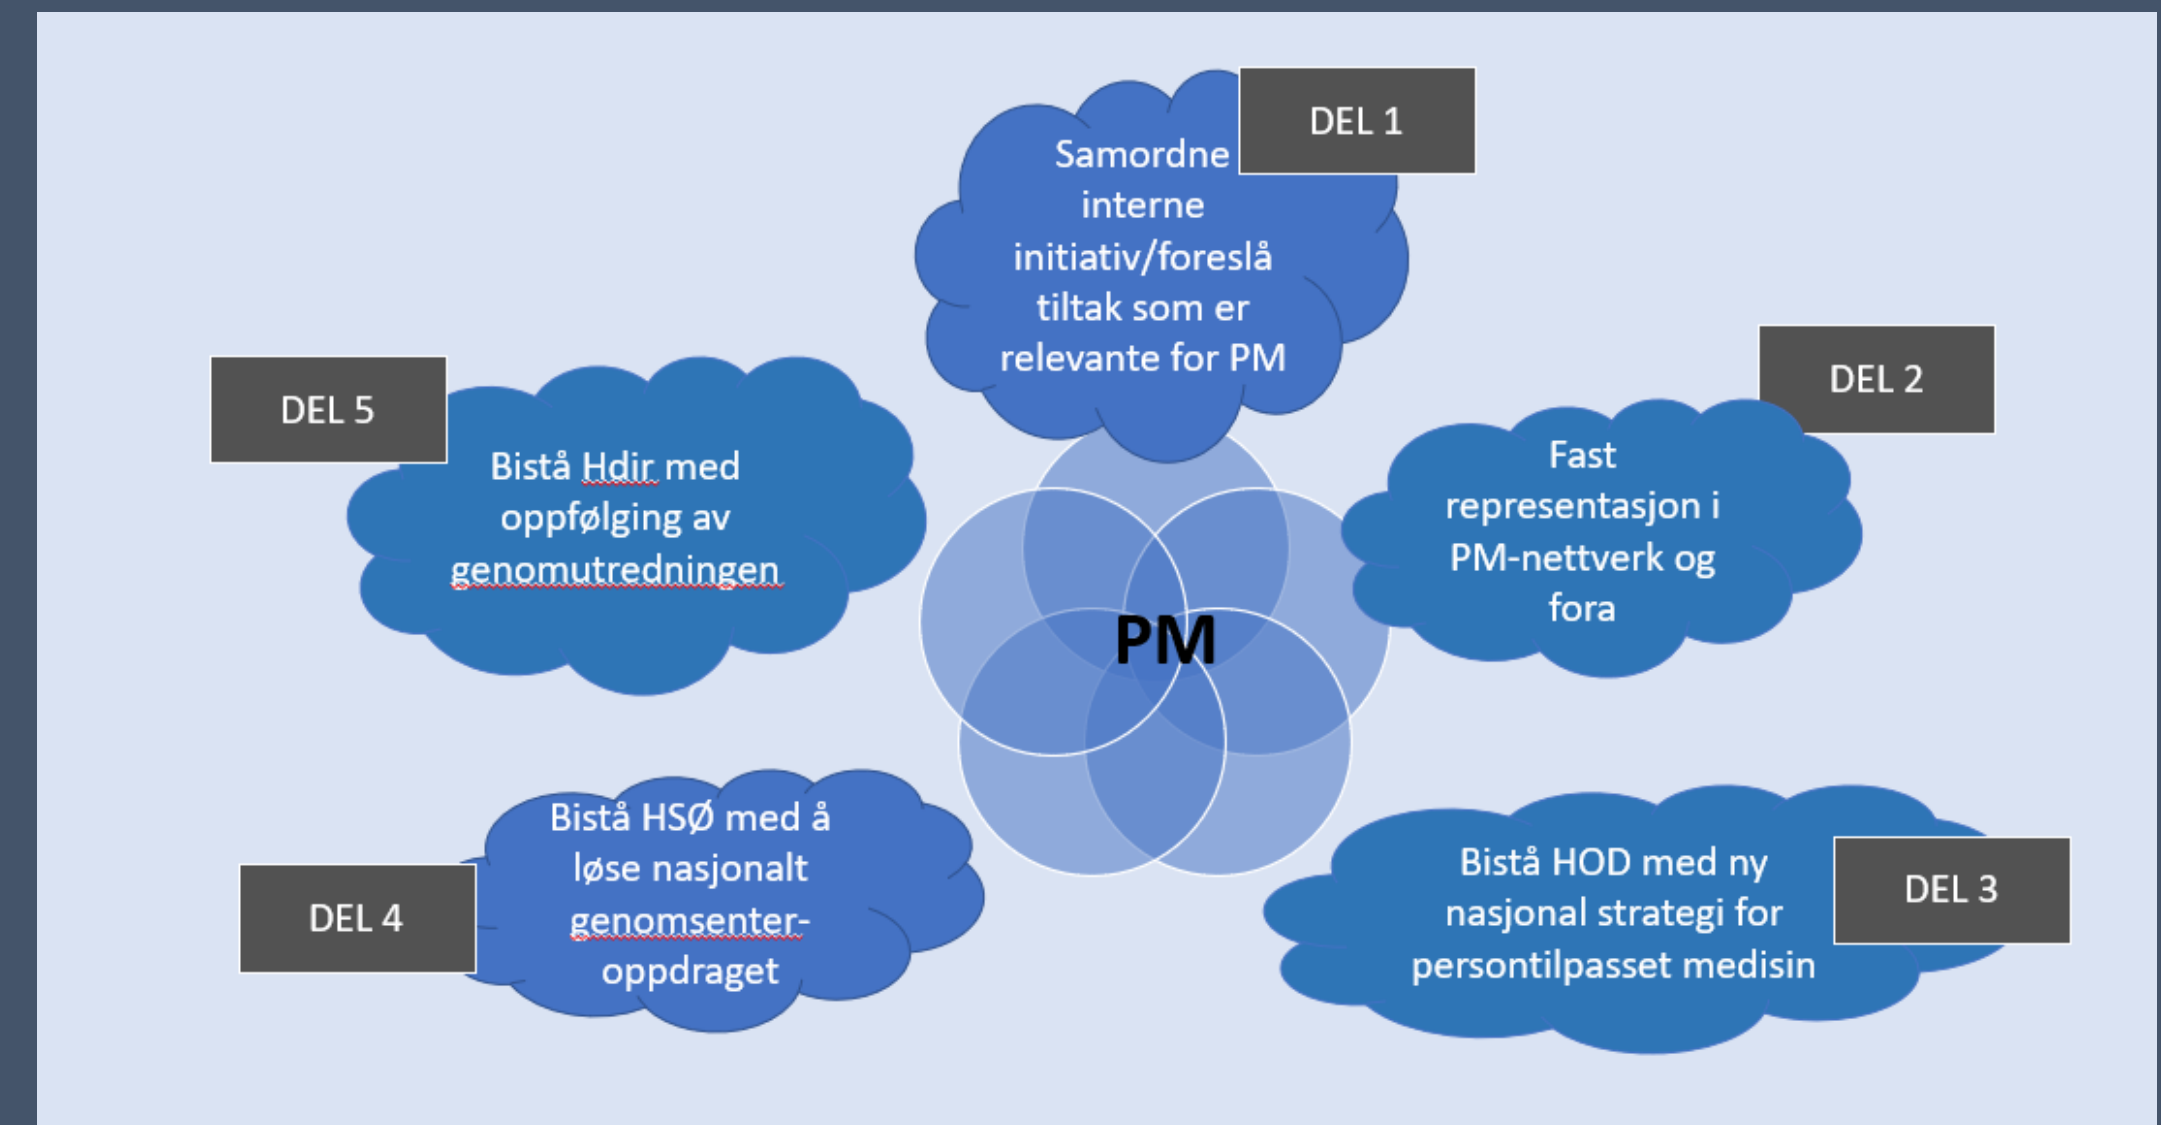 DEL 1
Samordne
interne
initiativ/foreslå
tiltak som er
relevante for PM
DEL 2
Fast
representasjon i
PM-nettverk og
fora
DEL 5
Bistå Hdir med
oppfølging av
genomutredningen
PM
Bistå HSØ med å
løse nasjonalt
genomsenter-
oppdraget
DEL 4
Bistå HOD med ny
nasjonal strategi for
persontilpasset medisin
DEL 3